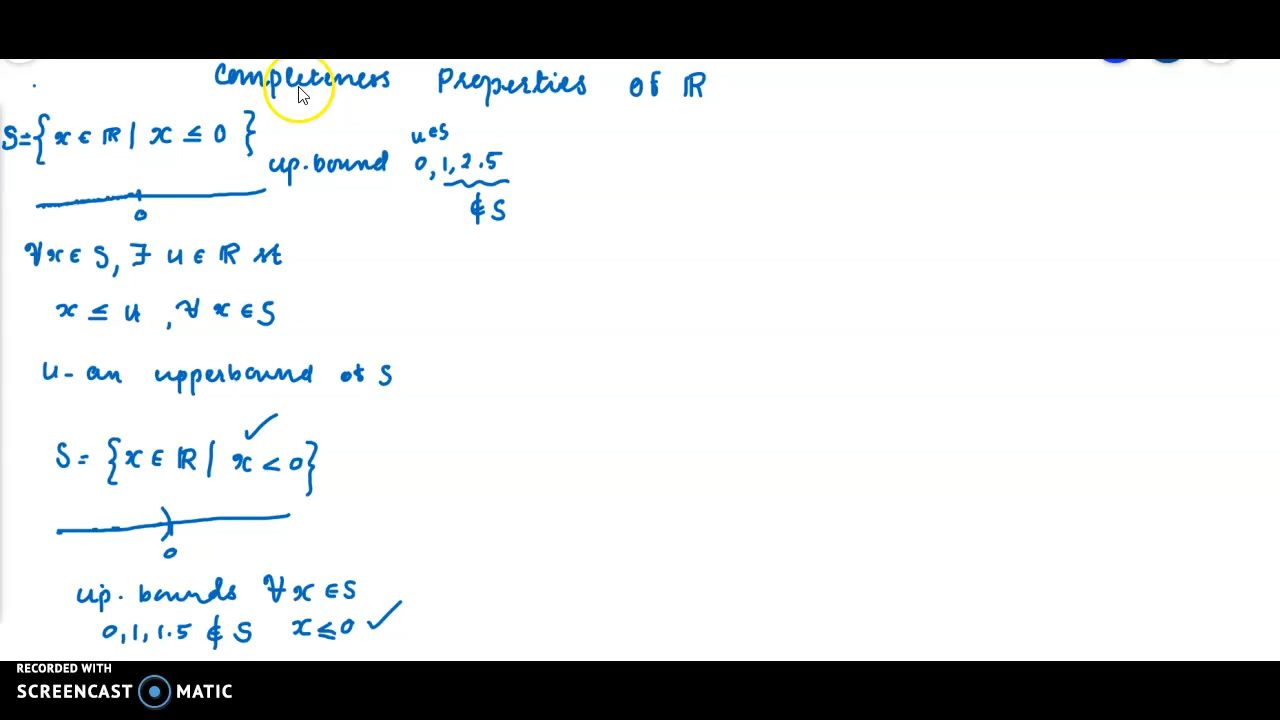 Completeness Properties of ℝ
S = {x ∈ ℝ | x ≤ 0}
u ∈ S
up. bound 0, 1, 2.5
∉ S
0
∀x ∈ S, ∃ u ∈ ℝ st
x ≤ u , ∀ x ∈ S
u - an upperbound of S
S = {x ∈ ℝ | x < 0}
0
up. bounds ∀ x ∈ S
0, 1, 1.5 ∉ S x ≤ 0
RECORDED WITH
SCREENCAST MATIC